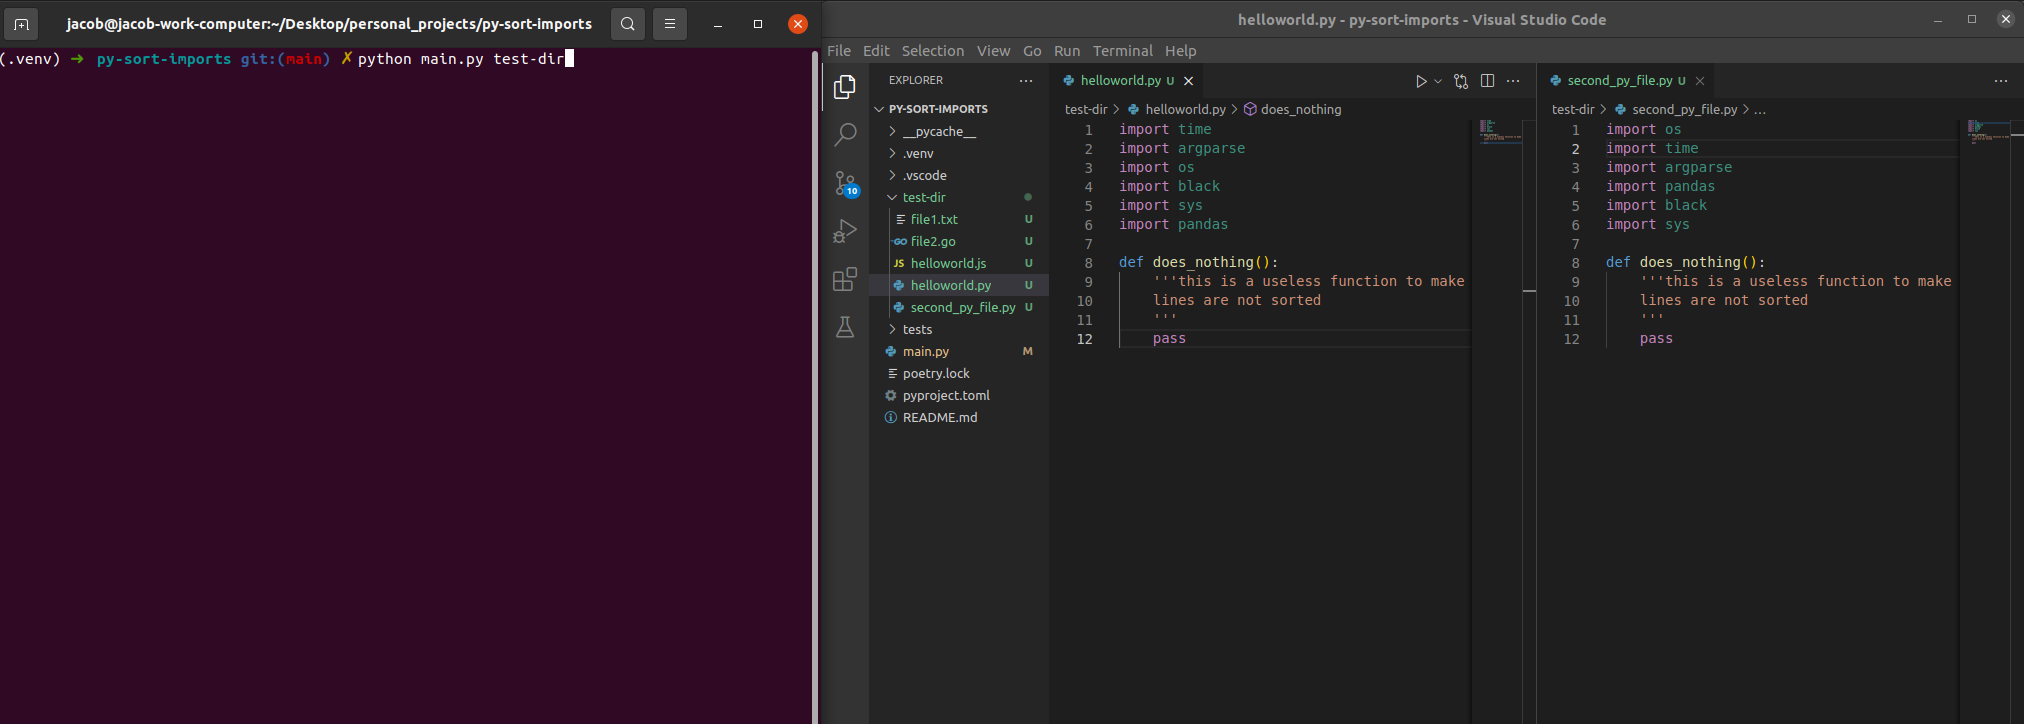 jacob@jacob-work-computer:~/Desktop/personal_projects/py-sort-imports
(.venv) ➜ py-sort-imports git:(main) ✗ python main.py test-dir
helloworld.py - py-sort-imports - Visual Studio Code
File Edit Selection View Go Run Terminal Help
EXPLORER
PY-SORT-IMPORTS
__pycache__
.venv
.vscode
test-dir
file1.txt U
GO file2.go U
JS helloworld.js U
helloworld.py U
second_py_file.py U
tests
main.py M
poetry.lock
pyproject.toml
README.md
10
helloworld.py U
test-dir > helloworld.py > does_nothing
1 import time
2 import argparse
3 import os
4 import black
5 import sys
6 import pandas
7
8 def does_nothing():
9 '''this is a useless function to make
10 lines are not sorted
11 '''
12 pass
second_py_file.py U
test-dir > second_py_file.py > ...
1 import os
2 import time
3 import argparse
4 import pandas
5 import black
6 import sys
7
8 def does_nothing():
9 '''this is a useless function to make
10 lines are not sorted
11 '''
12 pass